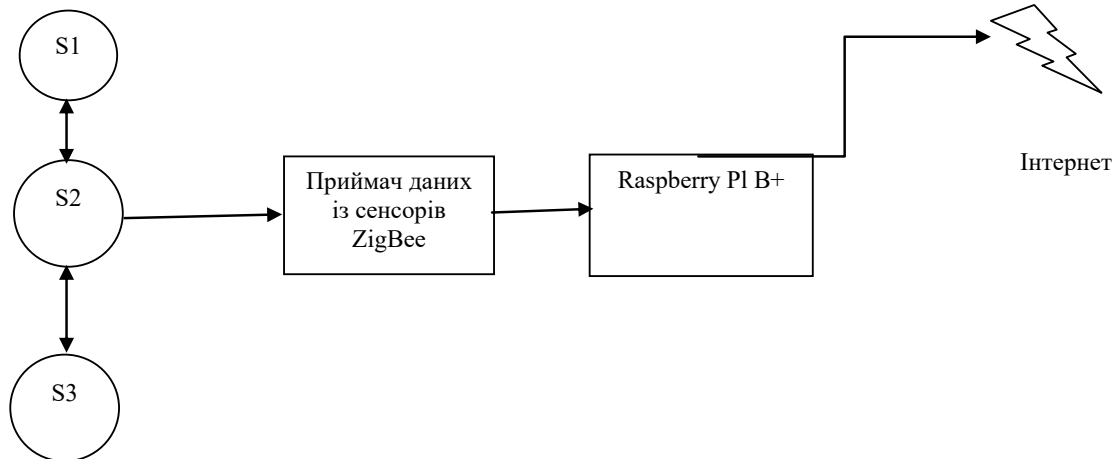 S1
S2
S3
Приймач даних
із сенсорів
ZigBee
Raspberry Pl B+
Інтернет